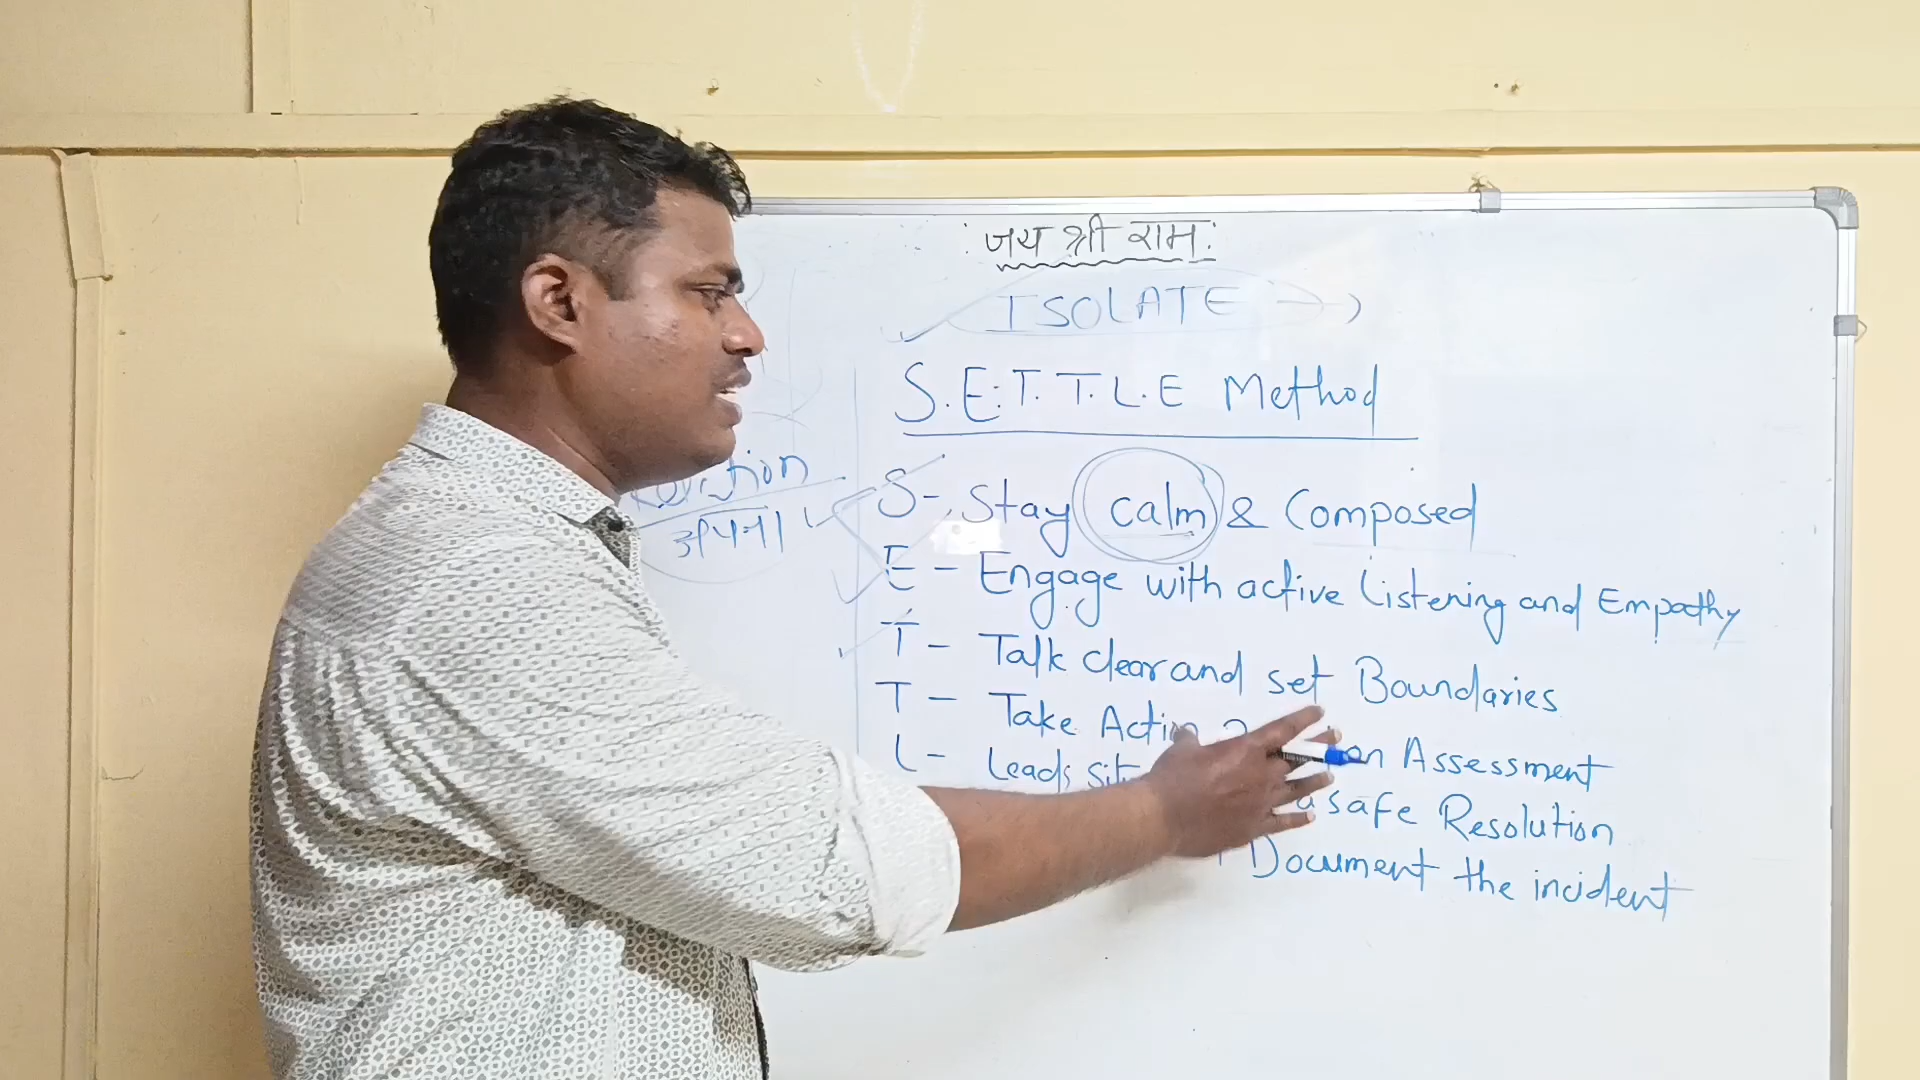 जय श्री राम
ISOLATE
S.E.T.T.L.E Method
S- Stay calm & Composed
अपना
E- Engage with active Listening and Empathy
T- Talk clear and set Boundaries
T- Take Action Assessment
L- Leads a safe Resolution
Document the incident